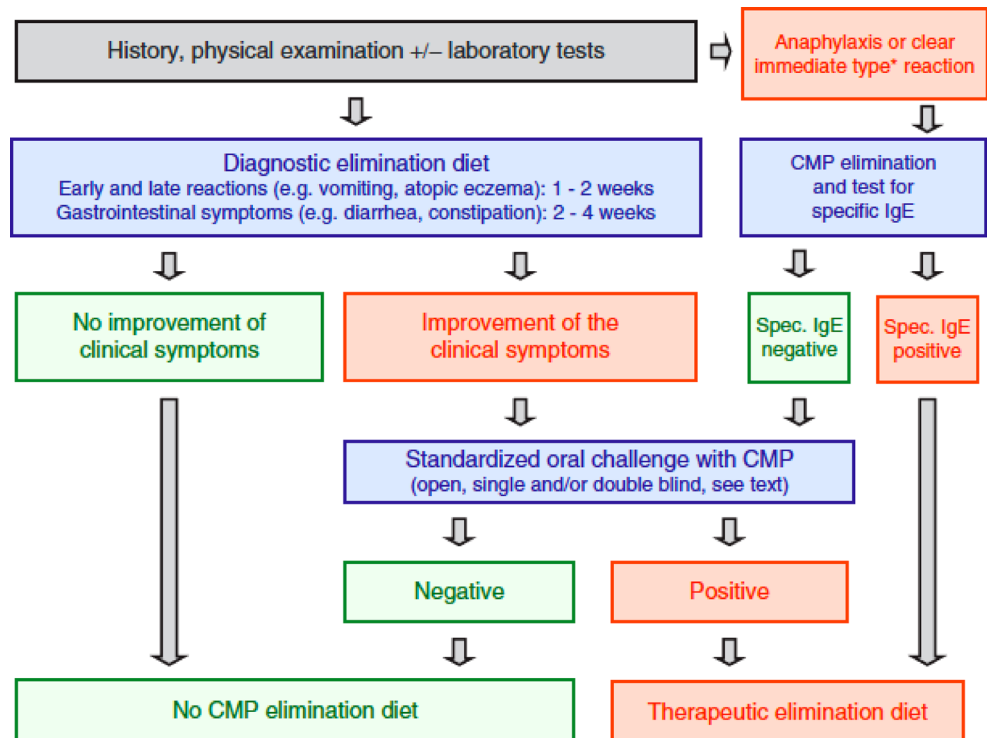 History, physical examination +/– laboratory tests
Anaphylaxis or clear
immediate type* reaction
Diagnostic elimination diet
Early and late reactions (e.g. vomiting, atopic eczema): 1 - 2 weeks
Gastrointestinal symptoms (e.g. diarrhea, constipation): 2 - 4 weeks
CMP elimination
and test for
specific IgE
No improvement of
clinical symptoms
Improvement of the
clinical symptoms
Spec. IgE
negative
Spec. IgE
positive
Standardized oral challenge with CMP
(open, single and/or double blind, see text)
Negative
Positive
No CMP elimination diet
Therapeutic elimination diet